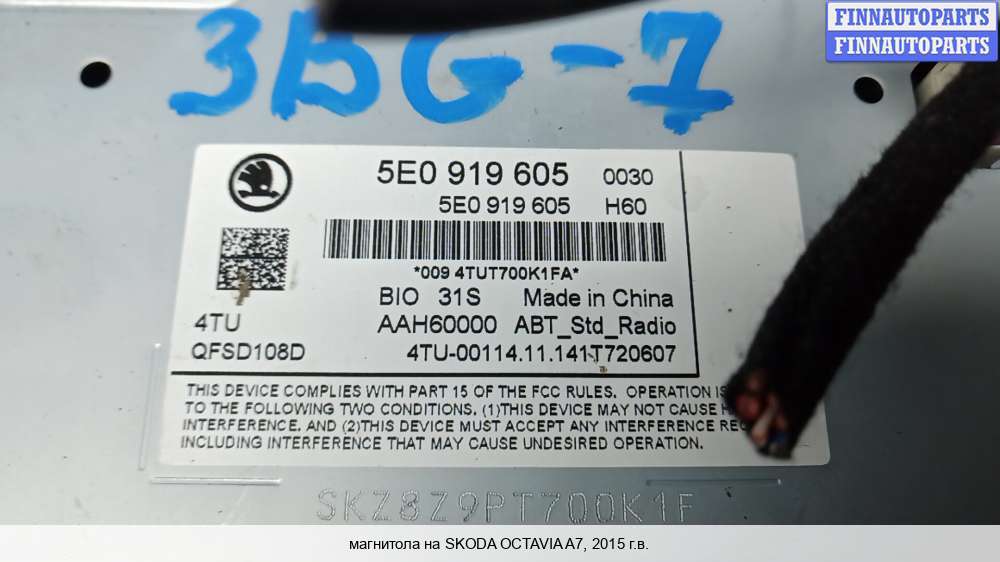 FINNAUTOPARTS
FINNAUTOPARTS
3DG-7
5E0 919 605 0030
5E0 919 605 H60
*009 4TUT700K1FA*
BIO 31S Made in China
4TU AAH60000 ABT_Std_Radio
QFSD108D 4TU-00114.11.141T720607
THIS DEVICE COMPLIES WITH PART 15 OF THE FCC RULES. OPERATION IS
TO THE FOLLOWING TWO CONDITIONS. (1)THIS DEVICE MAY NOT CAUSE
INTERFERENCE. AND (2)THIS DEVICE MUST ACCEPT ANY INTERFERENCE
INCLUDING INTERFERENCE THAT MAY CAUSE UNDESIRED OPERATION.
SKZ8Z9PT700K1F
магнитола на SKODA OCTAVIA A7, 2015 г.в.